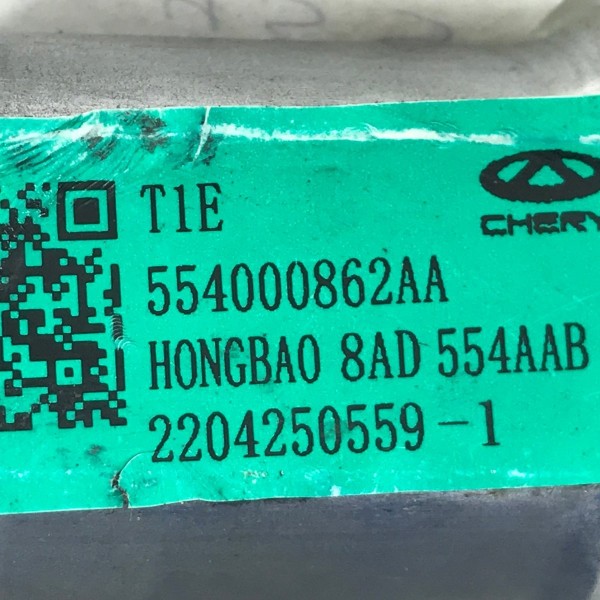 T1E
CHERY
554000862AA
HONGBAO 8AD 554AAB
2204250559-1